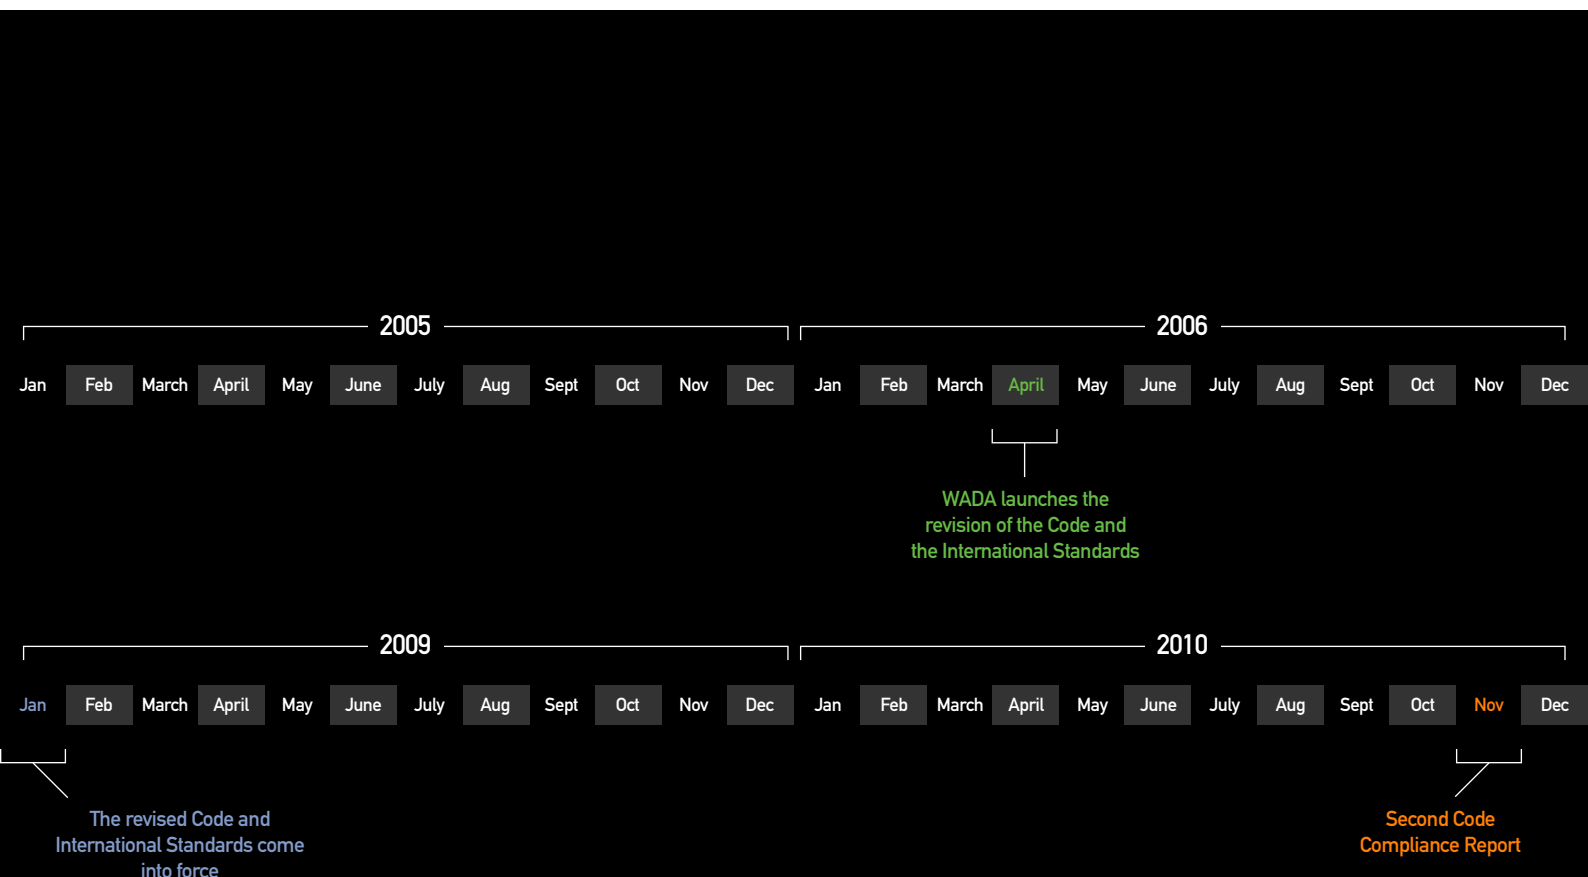 2005 2006
Jan Feb March April May June July Aug Sept Oct Nov Dec Jan Feb March April May June July Aug Sept Oct Nov Dec
WADA launches the
revision of the Code and
the International Standards
2009 2010
Jan Feb March April May June July Aug Sept Oct Nov Dec Jan Feb March April May June July Aug Sept Oct Nov Dec
The revised Code and
International Standards come
into force
Second Code
Compliance Report